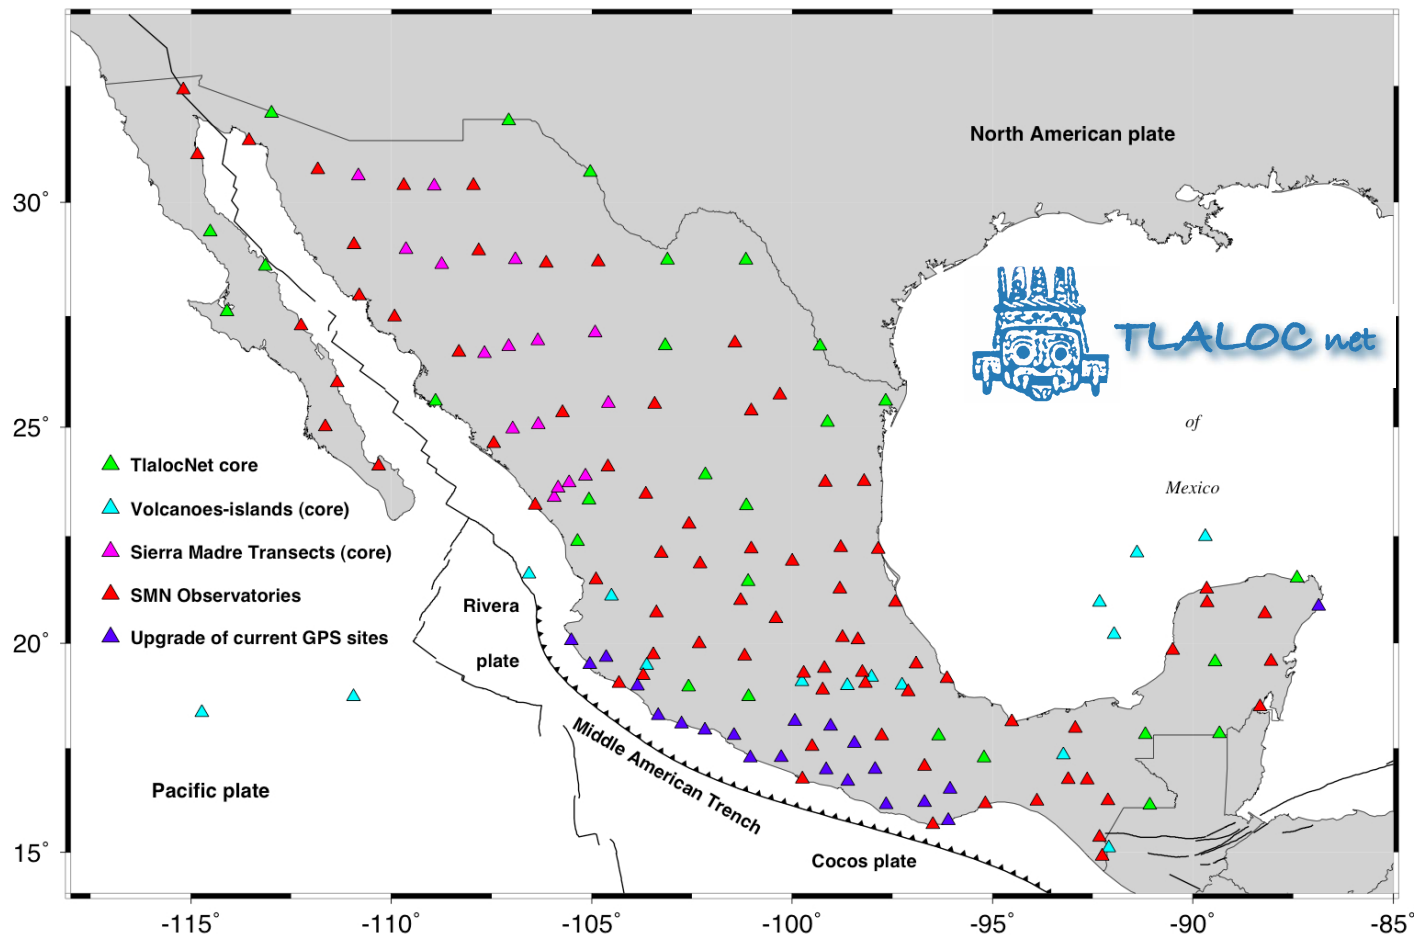 North American plate
30°
TLALOC net
of
25°
Mexico
TlalocNet core
Volcanoes-islands (core)
Sierra Madre Transects (core)
SMN Observatories
Upgrade of current GPS sites
Rivera
plate
20°
Middle American Trench
Pacific plate
Cocos plate
15°
-115° -110° -105° -100° -95° -90° -85°